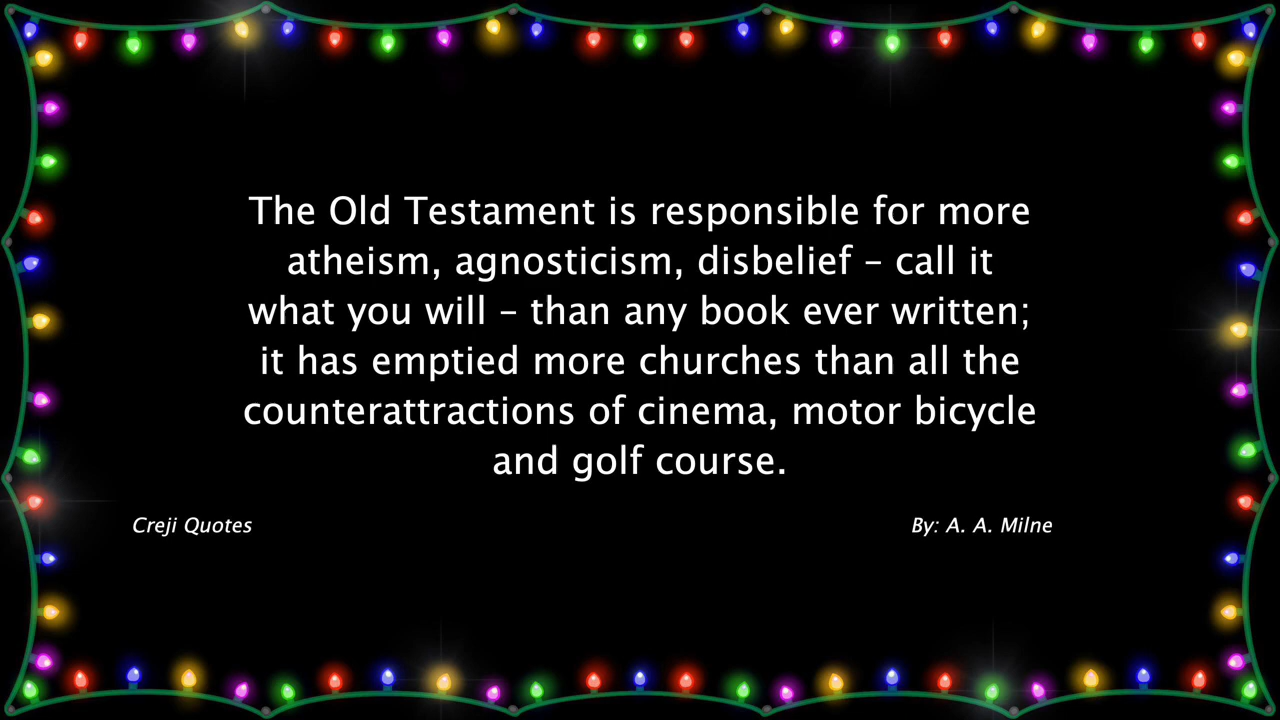 The Old Testament is responsible for more
atheism, agnosticism, disbelief – call it
what you will – than any book ever written;
it has emptied more churches than all the
counterattractions of cinema, motor bicycle
and golf course.
Creji Quotes
By: A. A. Milne